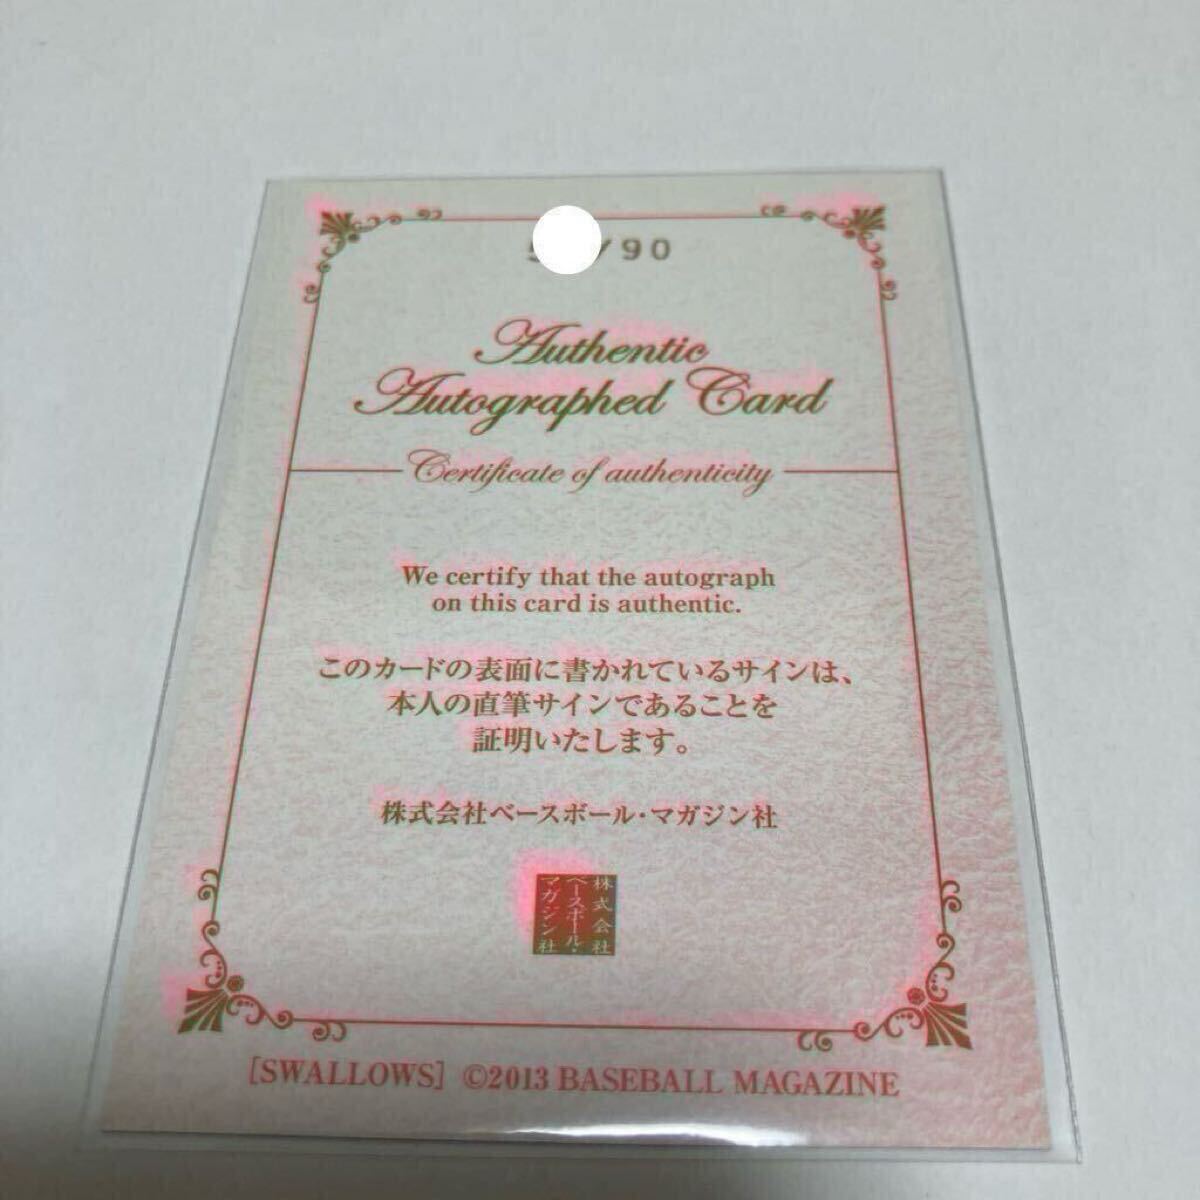 /90
Authentic
Autographed Card
Certificate of authenticity
We certify that the autograph
on this card is authentic.
このカードの表面に書かれているサインは、
本人の直筆サインであることを
証明いたします。
株式会社ベースボール・マガジン社
株式会社
ベースボール・
マガジン社
[SWALLOWS] ©2013 BASEBALL MAGAZINE